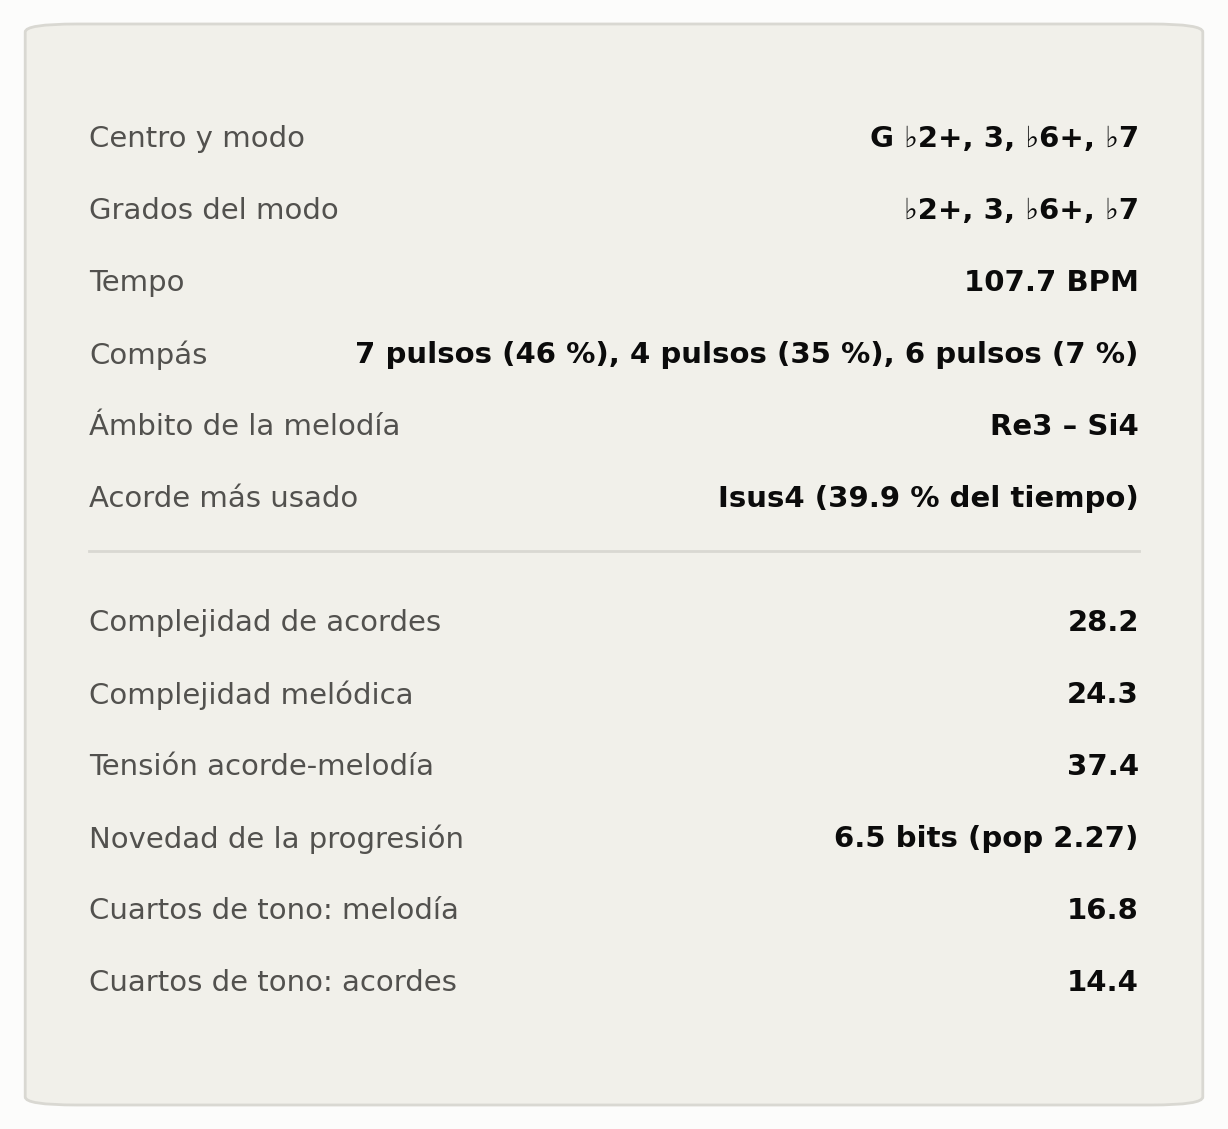 Centro y modo G ♭2+, 3, ♭6+, ♭7
Grados del modo ♭2+, 3, ♭6+, ♭7
Tempo 107.7 BPM
Compás 7 pulsos (46 %), 4 pulsos (35 %), 6 pulsos (7 %)
Ámbito de la melodía Re3 – Si4
Acorde más usado Isus4 (39.9 % del tiempo)
Complejidad de acordes 28.2
Complejidad melódica 24.3
Tensión acorde-melodía 37.4
Novedad de la progresión 6.5 bits (pop 2.27)
Cuartos de tono: melodía 16.8
Cuartos de tono: acordes 14.4